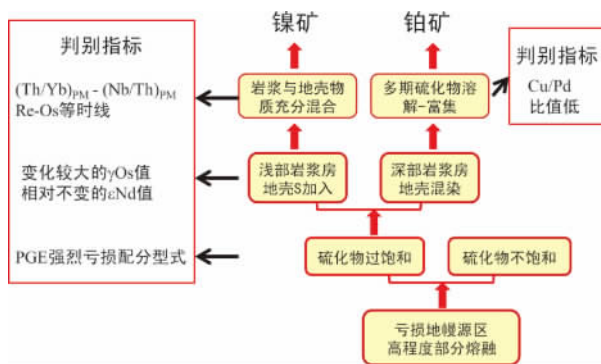 镍矿
铂矿
判别指标
(Th/Yb)PM - (Nb/Th)PM
Re-Os等时线
变化较大的γOs值
相对不变的εNd值
PGE强烈亏损配分型式
岩浆与地壳物
质充分混合
多期硫化物溶
解-富集
判别指标
Cu/Pd
比值低
浅部岩浆房
地壳S加入
深部岩浆房
地壳混染
硫化物过饱和
硫化物不饱和
亏损地幔源区
高程度部分熔融